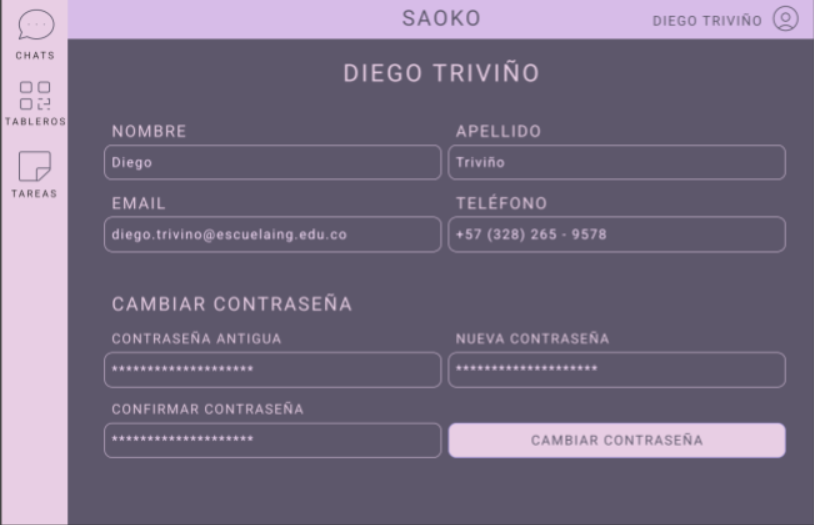 SAOKO
DIEGO TRIVIÑO
CHATS
TABLEROS
TAREAS
DIEGO TRIVIÑO
NOMBRE
APELLIDO
Diego
Triviño
EMAIL
TELÉFONO
diego.trivino@escuelaing.edu.co
+57 (328) 265 - 9578
CAMBIAR CONTRASEÑA
CONTRASEÑA ANTIGUA
NUEVA CONTRASEÑA
********************
********************
CONFIRMAR CONTRASEÑA
********************
CAMBIAR CONTRASEÑA